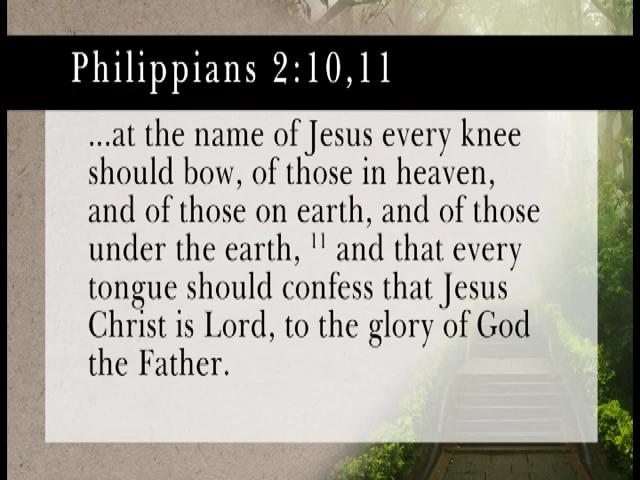 Philippians 2:10,11
...at the name of Jesus every knee
should bow, of those in heaven,
and of those on earth, and of those
under the earth, ¹¹ and that every
tongue should confess that Jesus
Christ is Lord, to the glory of God
the Father.